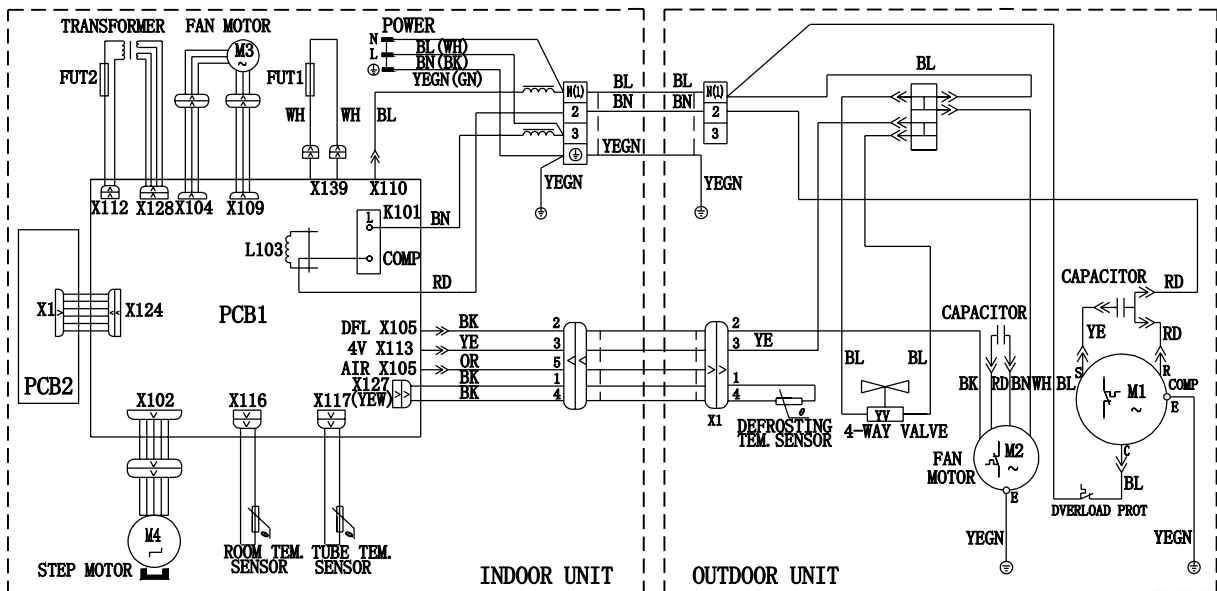 TRANSFORMER
FAN MOTOR
POWER
M3
~
N
L
BL(WH)
BN(BK)
YEGN(GN)
FUT2
FUT1
WH
WH
BL
X112
X128
X104
X109
X139
X110
N(1)
2
3
BL
BN
YEGN
YEGN
BL
BN
N(1)
2
3
YEGN
BL
L103
L
K101
COMP
BN
RD
X1
X124
PCB1
PCB2
DFL X105
4V X113
AIR X105
X127
(YEW)
BK
YE
OR
BK
BK
2
3
5
1
4
2
3
1
4
X1
YE
DEFROSTING
TEM. SENSOR
θ
BL
BL
YV
4-WAY VALVE
CAPACITOR
BK
RD
BN
WH
BL
M2
~
FAN
MOTOR
E
YEGN
CAPACITOR
RD
YE
RD
S
R
COMP
M1
~
E
C
BL
DVERLOAD PROT
YEGN
X102
X116
X117
M4
STEP MOTOR
θ
ROOM TEM.
SENSOR
θ
TUBE TEM.
SENSOR
INDOOR UNIT
OUTDOOR UNIT